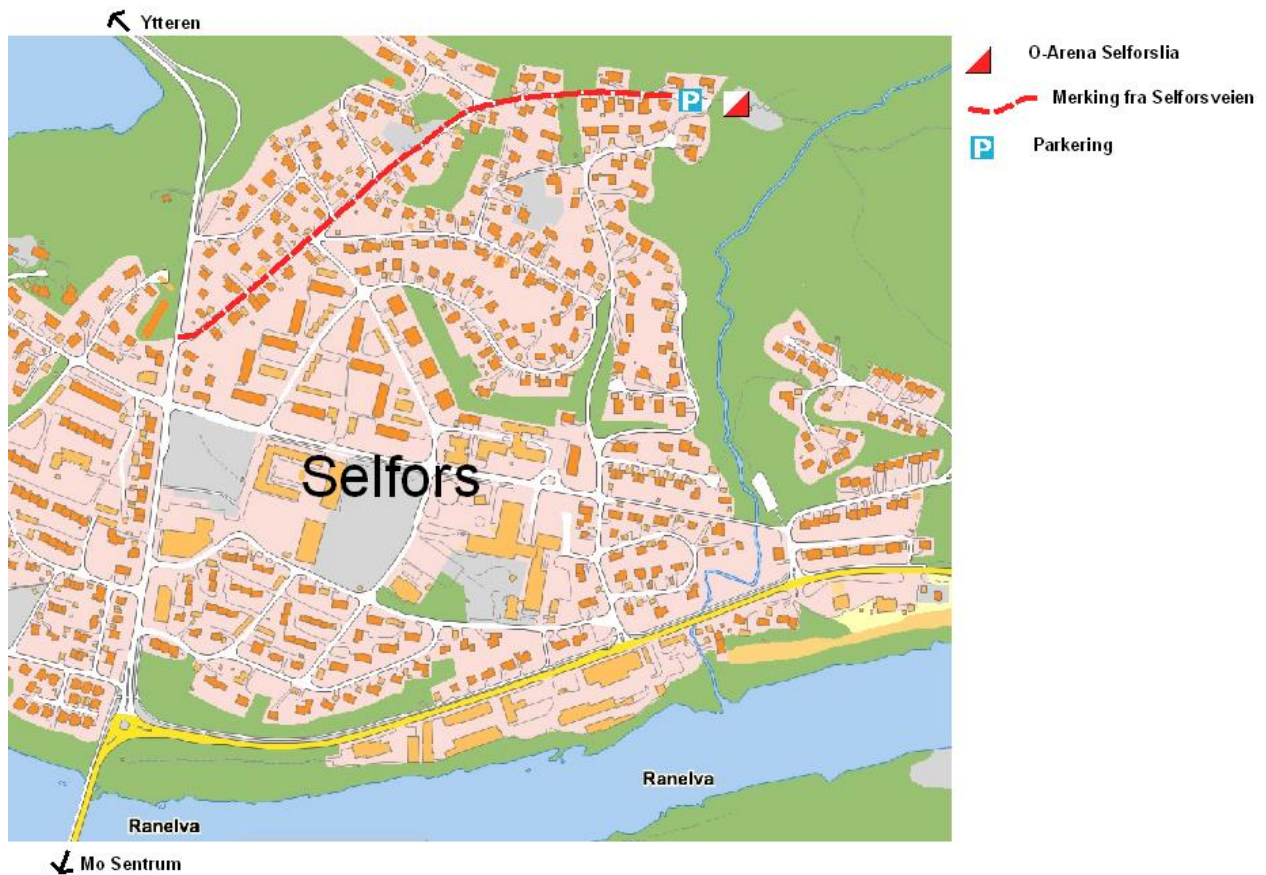 Ytteren
O-Arena Selforslia
Merking fra Selforsveien
P
P
Parkering
Selfors
Ranelva
Ranelva
Mo Sentrum